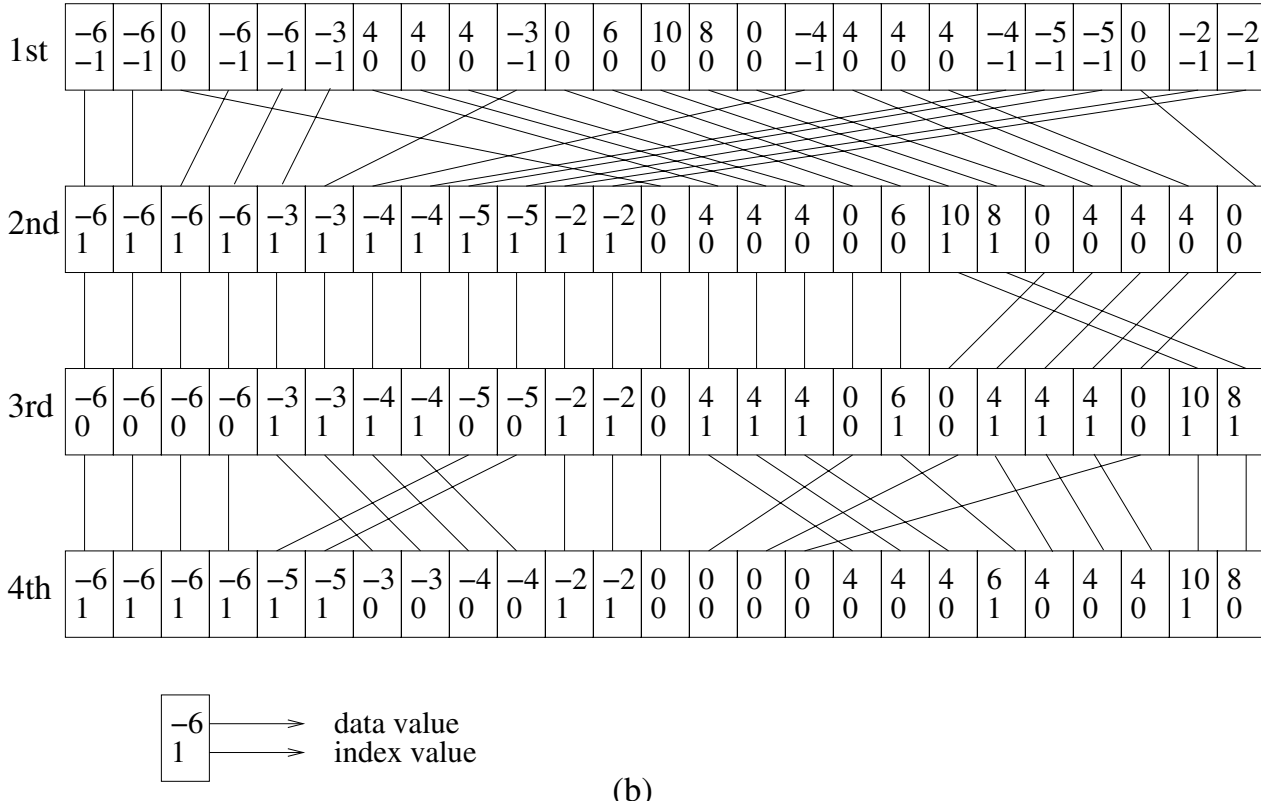 −6 −6 0 −6 −6 −3 4 4 4 −3 0 6 10 8 0 −4 4 4 4 −4 −5 −5 0 −2 −2
1st
−1 −1 0 −1 −1 −1 0 0 0 −1 0 0 0 0 0 −1 0 0 0 −1 −1 −1 0 −1 −1
2nd −6 −6 −6 −6 −3 −3 −4 −4 −5 −5 −2 −2 0 4 4 4 0 6 10 8 0 4 4 4 0
1 1 1 1 1 1 1 1 1 1 1 1 0 0 0 0 0 0 1 1 0 0 0 0 0
−6 −6 −6 −6 −3 −3 −4 −4 −5 −5 −2 −2 0 4 4 4 0 6 0 4 4 4 0 10 8
3rd
0 0 0 0 1 1 1 1 0 0 1 1 0 1 1 1 0 1 0 1 1 1 0 1 1
−6 −6 −6 −6 −5 −5 −3 −3 −4 −4 −2 −2 0 0 0 0 4 4 4 6 4 4 4 10 8
4th
1 1 1 1 1 1 0 0 0 0 1 1 0 0 0 0 0 0 0 1 0 0 0 1 0
−6 data value
1 index value
(b)